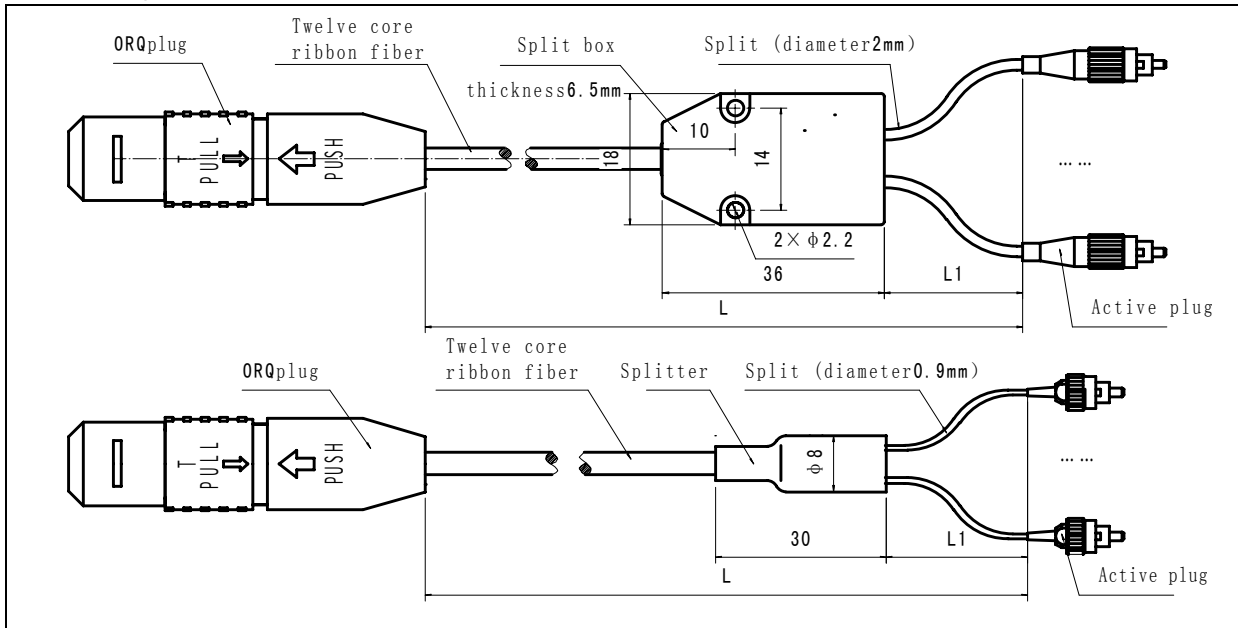 Twelve core
ribbon fiber
ORQplug
Split box
Split (diameter2mm)
thickness6.5mm
10
18
14
T
PULL
PUSH
... ...
2×φ2.2
36
L1
L
Active plug
Twelve core
ribbon fiber
ORQplug
Splitter
Split (diameter0.9mm)
T
PULL
PUSH
φ8
... ...
30
L1
L
Active plug